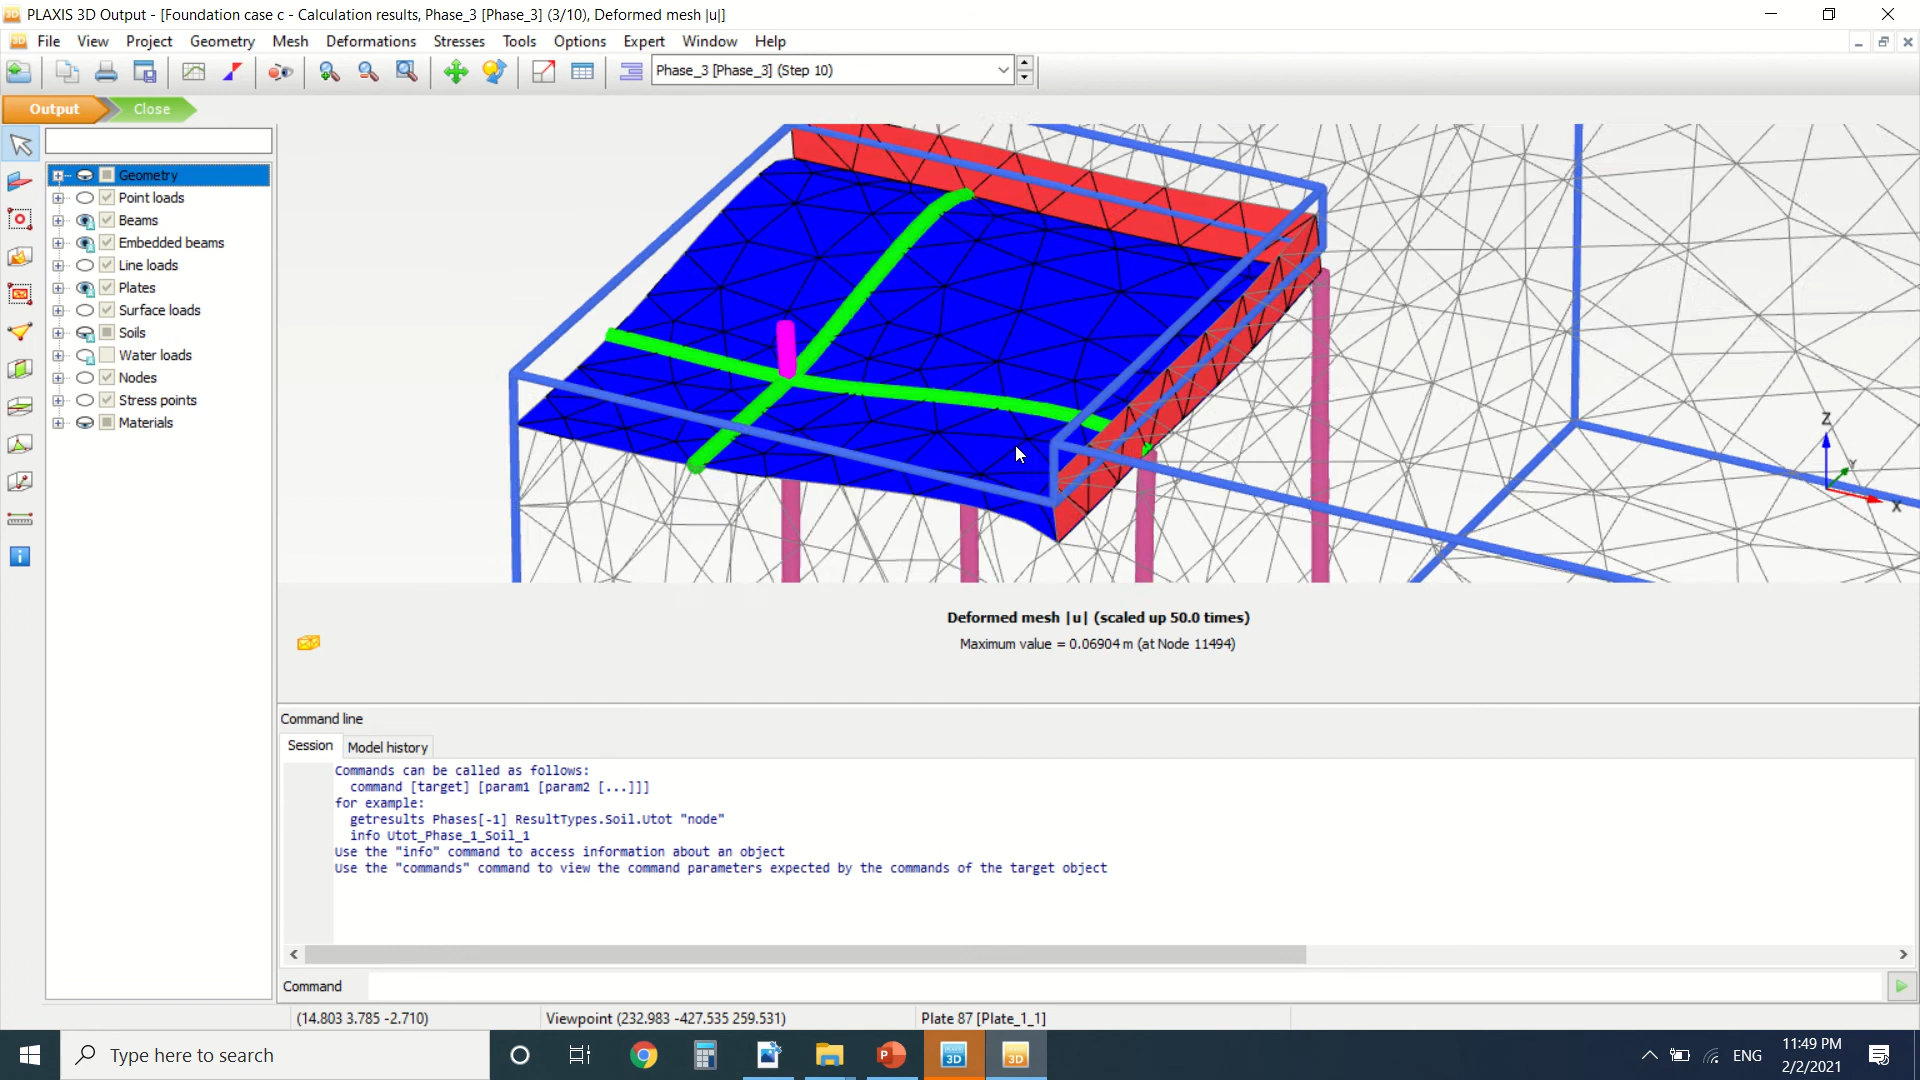 PLAXIS 3D Output - [Foundation case c - Calculation results, Phase_3 [Phase_3] (3/10), Deformed mesh |u|]
File View Project Geometry Mesh Deformations Stresses Tools Options Expert Window Help
Phase_3 [Phase_3] (Step 10)
Output Close
Geometry
Point loads
Beams
Embedded beams
Line loads
Plates
Surface loads
Soils
Water loads
Nodes
Stress points
Materials
Z
Y
X
Deformed mesh |u| (scaled up 50.0 times)
Maximum value = 0.06904 m (at Node 11494)
Command line
Session Model history
Commands can be called as follows:
command [target] [param1 [param2 [...]]]
for example:
getresults Phases[-1] ResultTypes.Soil.Utot "node"
info Utot_Phase_1_Soil_1
Use the "info" command to access information about an object
Use the "commands" command to view the command parameters expected by the commands of the target object
Command
(14.803 3.785 -2.710) Viewpoint (232.983 -427.535 259.531) Plate 87 [Plate_1_1]
Type here to search
3D
3D
ENG
11:49 PM
2/2/2021